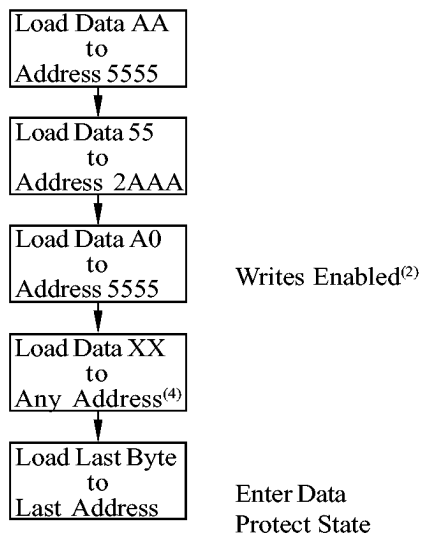 Load Data AA
to
Address 5555
Load Data 55
to
Address 2AAA
Load Data A0
to
Address 5555
Writes Enabled(2)
Load Data XX
to
Any Address(4)
Load Last Byte
to
Last Address
Enter Data
Protect State